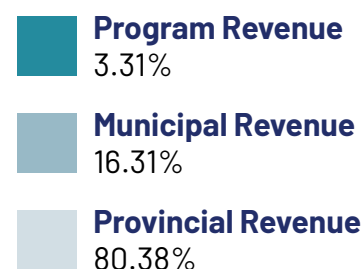 Program Revenue
3.31%
Municipal Revenue
16.31%
Provincial Revenue
80.38%